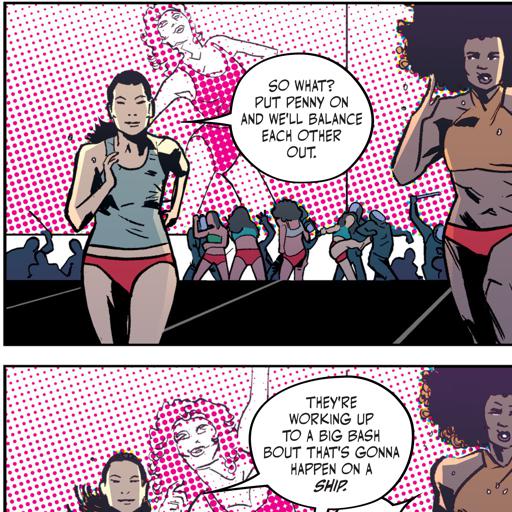 SO WHAT?
PUT PENNY ON
AND WE'LL BALANCE
EACH OTHER
OUT.
THEY'RE
WORKING UP
TO A BIG BASH
BOUT THAT'S GONNA
HAPPEN ON A
SHIP.